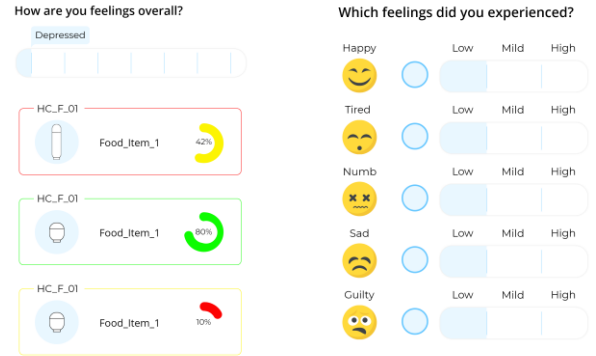 How are you feelings overall?
Depressed
HC_F_01
Food_Item_1
42%
HC_F_01
Food_Item_1
80%
HC_F_01
Food_Item_1
10%
Which feelings did you experienced?
Happy
Low Mild High
Tired
Low Mild High
Numb
Low Mild High
Sad
Low Mild High
Guilty
Low Mild High